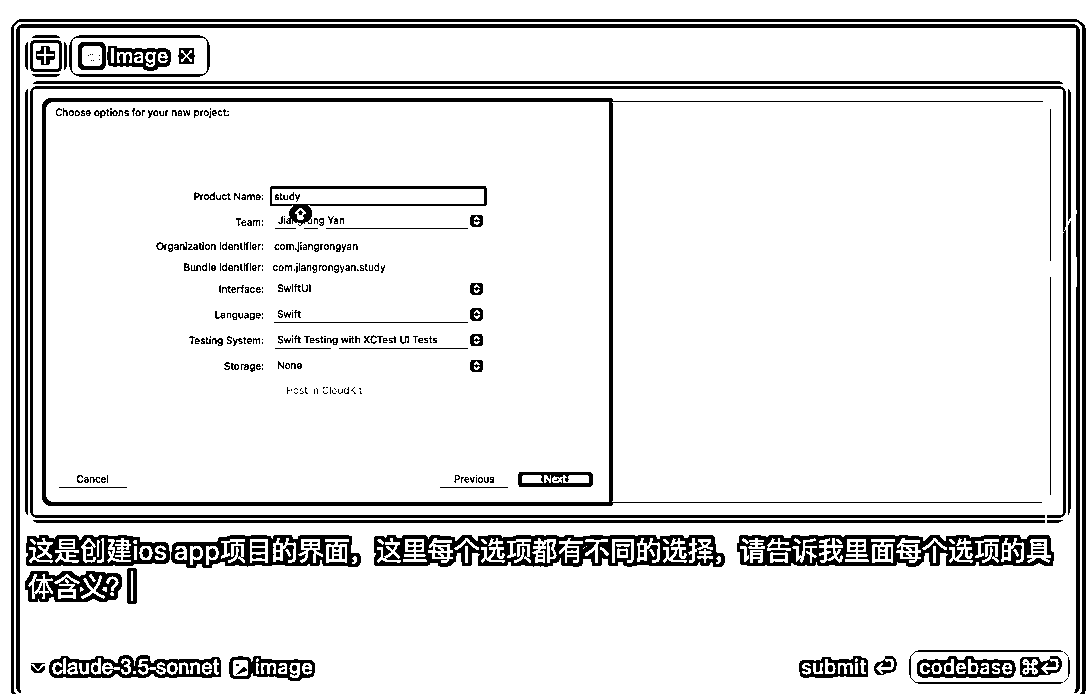 Image
Choose options for your new project:
Product Name: study
Team:
Yan
Organization Identifier: com.jiangrongyan
Bundle Identifier: com.jiangrongyan.study
Interface: SwiftUI
Language: Swift
Testing System: Swift Testing with XCTest UI Tests
Storage: None
Host in CloudKit
Cancel Previous Next
这是创建ios app项目的界面，这里每个选项都有不同的选择，请告诉我里面每个选项的具
体含义？
claude-3.5-sonnet image submit codebase